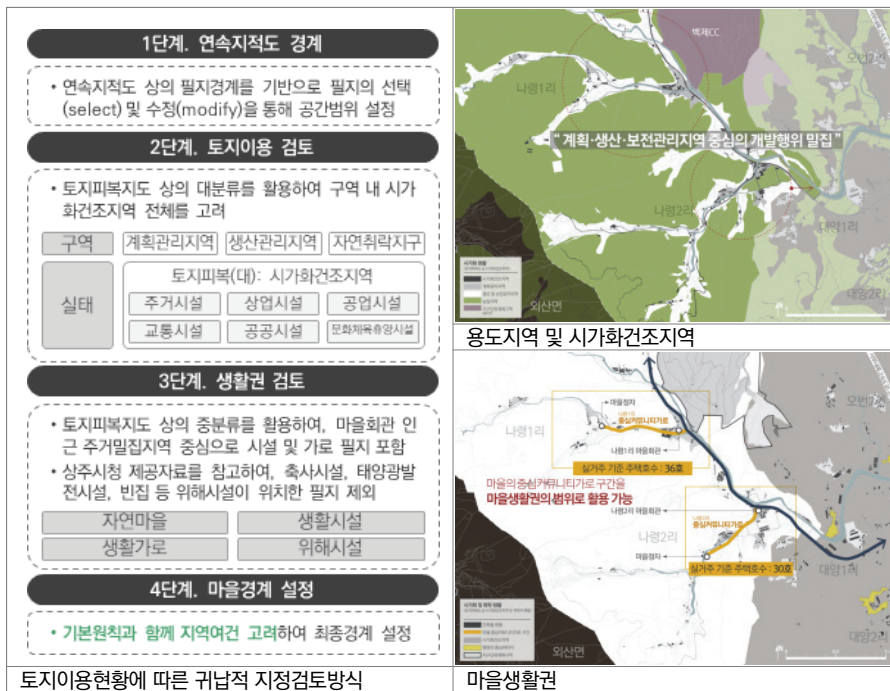 1단계. 연속지적도 경계
• 연속지적도 상의 필지경계를 기반으로 필지의 선택
(select) 및 수정(modify)을 통해 공간범위 설정
2단계. 토지이용 검토
• 토지피복지도 상의 대분류를 활용하여 구역 내 시가
화건조지역 전체를 고려
구역 계획관리지역 생산관리지역 자연취락지구
실태
토지피복(대): 시가화건조지역
주거시설 상업시설 공업시설
교통시설 공공시설 문화체육휴양시설
3단계. 생활권 검토
• 토지피복지도 상의 중분류를 활용하여, 마을회관 인
근 주거밀집지역 중심으로 시설 및 가로 필지 포함
• 상주시청 제공자료를 참고하여, 축사시설, 태양광발
전시설, 빈집 등 위해시설이 위치한 필지 제외
자연마을 생활시설
생활가로 위해시설
4단계. 마을경계 설정
• 기본원칙과 함께 지역여건 고려하여 최종경계 설정
토지이용현황에 따른 귀납적 지정검토방식
백제CC
오번2리
나령1리
" 계획·생산·보전관리지역 중심의 개발행위 밀집 "
나령2리
대양1리
대양2리
외산면
용도지역 및 시가화건조지역
마을정자
오번2리
나령1리
중심커뮤니티가로
나령1리
나령1리 마을회관
실거주 기준 주택호수 : 36호
마을의 중심커뮤니티가로 구간을
마을생활권의 범위로 활용 가능
나령2리 마을회관
나령2리
중심커뮤니티가로
나령2리
마을정자
실거주 기준 주택호수 : 30호
대양1리
대양2리
외산면
마을생활권